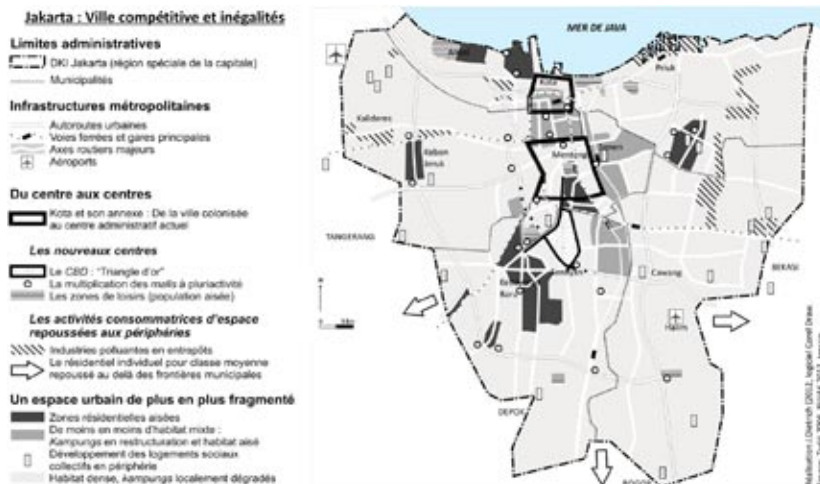 Jakarta : Ville compétitive et inégalités
Limites administratives
DKI Jakarta (région spéciale de la capitale)
Municipalités
Infrastructures métropolitaines
Autoroutes urbaines
Voies ferrées et gares principales
Axes routiers majeurs
Aéroports
Du centre aux centres
Kota et son annexe : De la ville colonisée
au centre administratif actuel
Les nouveaux centres
Le CBD : "Triangle d'or"
La multiplication des malls à pluriactivité
Les zones de loisirs (population aisée)
Les activités consommatrices d'espace
repoussées aux périphéries
Industries polluantes en entrepôts
Le résidentiel individuel pour classe moyenne
repoussé au delà des frontières municipales
Un espace urbain de plus en plus fragmenté
Zones résidentielles aisées
De moins en moins d'habitat mixte :
Kampungs en restructuration et habitat aisé
Développement des logements sociaux
collectifs en périphérie
Habitat dense, kampungs localement dégradés
MER DE JAVA
Ancol
Priuk
Kota
Kalideres
Kebon
Jeruk
Menteng
Senen
TANGERANG
BEKASI
Cawang
Baru
Halim
DEPOK
BOGOR